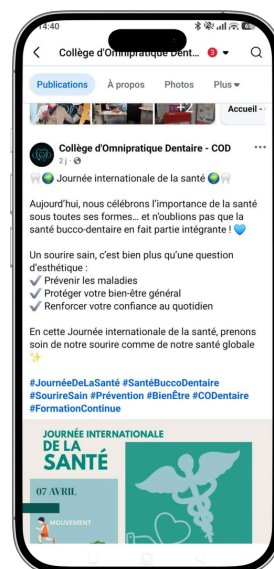 14:40
65
Collège d'Omnipratique Dent... 3
Publications À propos Photos Plus
+2
Accueil -
Collège d'Omnipratique Dentaire - COD
2 j
🦷🌍 Journée internationale de la santé 🌍🦷
Aujourd'hui, nous célébrons l'importance de la santé
sous toutes ses formes... et n'oublions pas que la
santé bucco-dentaire en fait partie intégrante ! 💙
Un sourire sain, c'est bien plus qu'une question
d'esthétique :
✔️ Prévenir les maladies
✔️ Protéger votre bien-être général
✔️ Renforcer votre confiance au quotidien
En cette Journée internationale de la santé, prenons
soin de notre sourire comme de notre santé globale
✨
#JournéeDeLaSanté #SantéBuccoDentaire
#SourireSain #Prévention #BienÊtre #CODentaire
#FormationContinue
JOURNÉE INTERNATIONALE
DE LA
SANTÉ
07 AVRIL
MOUVEMENT